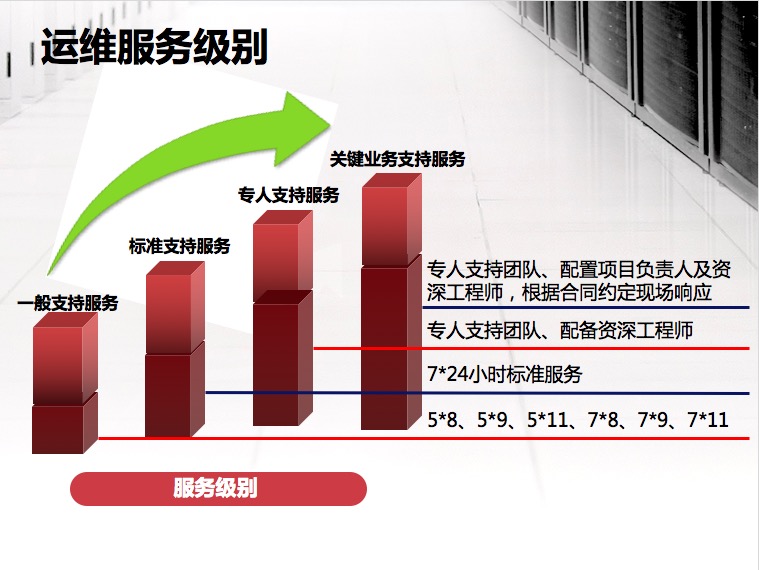 运维服务级别
关键业务支持服务
专人支持服务
标准支持服务
一般支持服务
专人支持团队、配置项目负责人及资
深工程师，根据合同约定现场响应
专人支持团队、配备资深工程师
7*24小时标准服务
5*8、5*9、5*11、7*8、7*9、7*11
服务级别